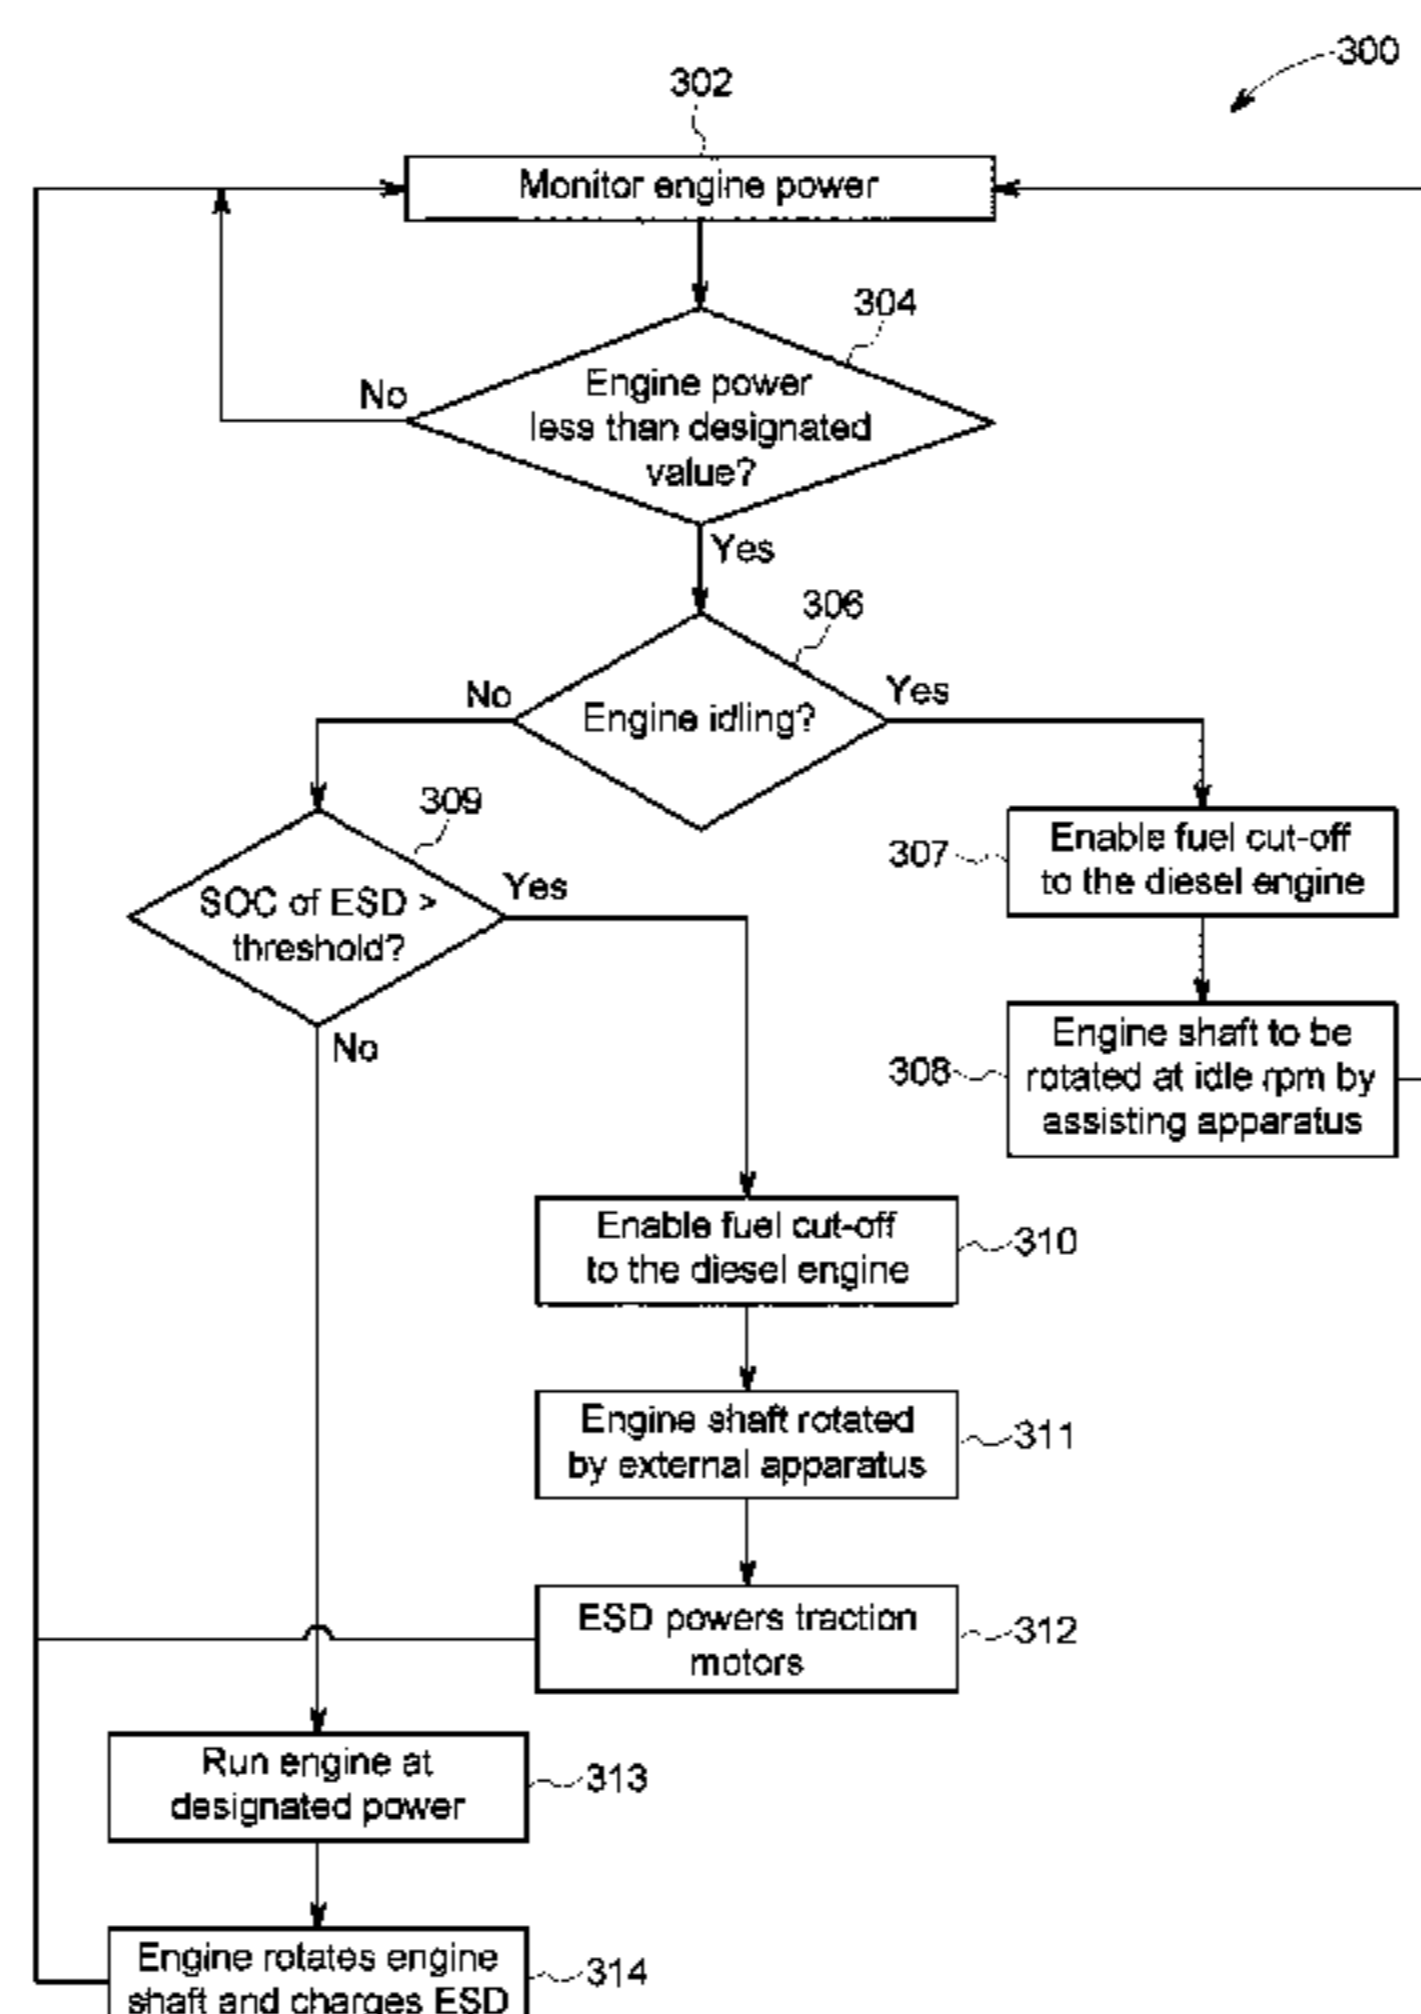 300
302
Monitor engine power
304
Engine power
less than designated
value?
No
Yes
306
Engine idling?
No
Yes
309
SOC of ESD >
threshold?
Yes
No
307
Enable fuel cut-off
to the diesel engine
308
Engine shaft to be
rotated at idle rpm by
assisting apparatus
Enable fuel cut-off
to the diesel engine
310
Engine shaft rotated
by external apparatus
311
ESD powers traction
motors
312
Run engine at
designated power
313
Engine rotates engine
shaft and charges ESD
314